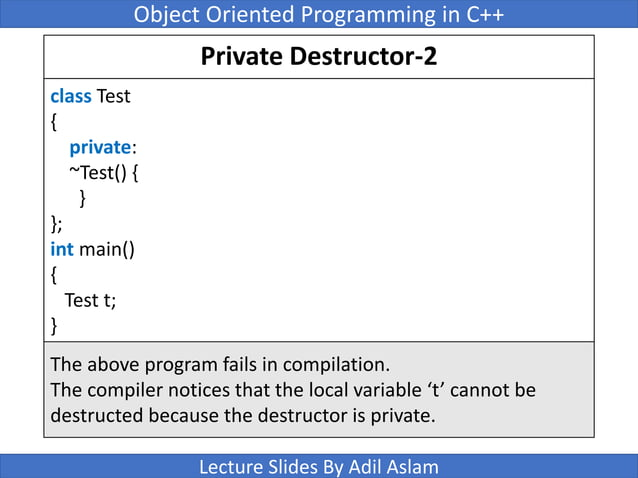 Object Oriented Programming in C++
Private Destructor-2
class Test
{
private:
~Test() {
}
};
int main()
{
Test t;
}
The above program fails in compilation.
The compiler notices that the local variable ‘t’ cannot be
destructed because the destructor is private.
Lecture Slides By Adil Aslam